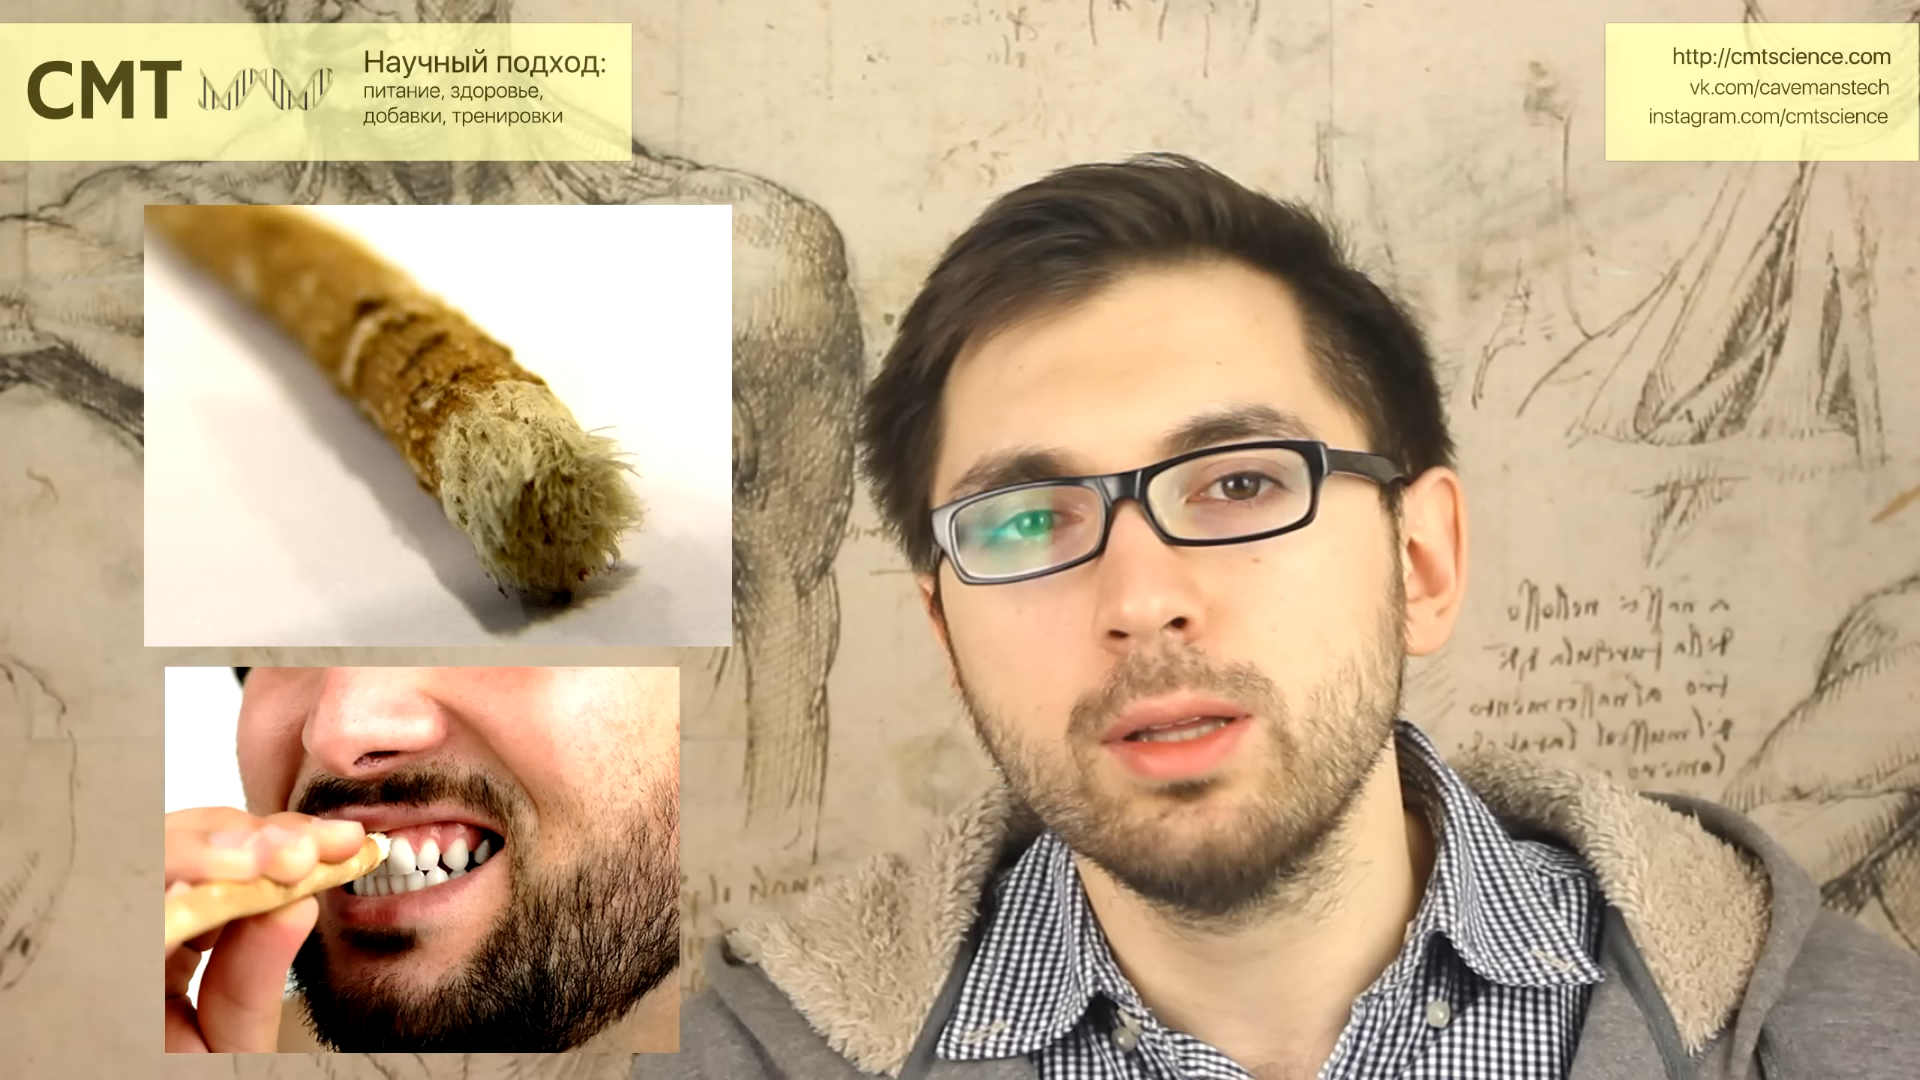 CMT
Научный подход:
питание, здоровье,
добавки, тренировки
http://cmtscience.com
vk.com/cavemanstech
instagram.com/cmtscience